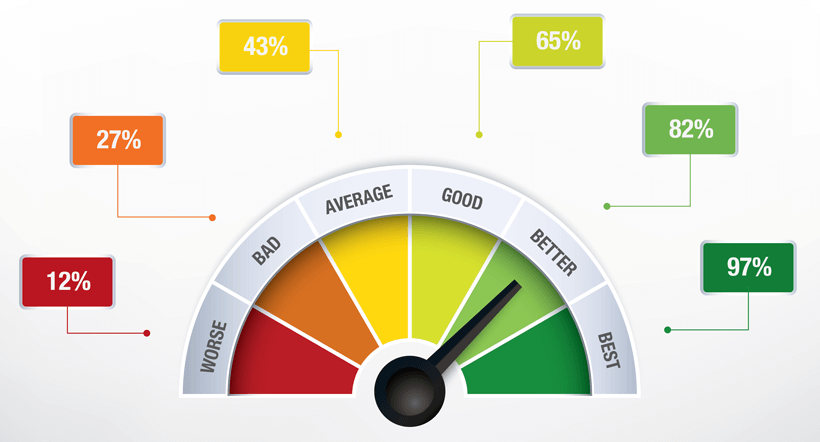 43%
65%
27%
82%
12%
97%
WORSE
BAD
AVERAGE
GOOD
BETTER
BEST